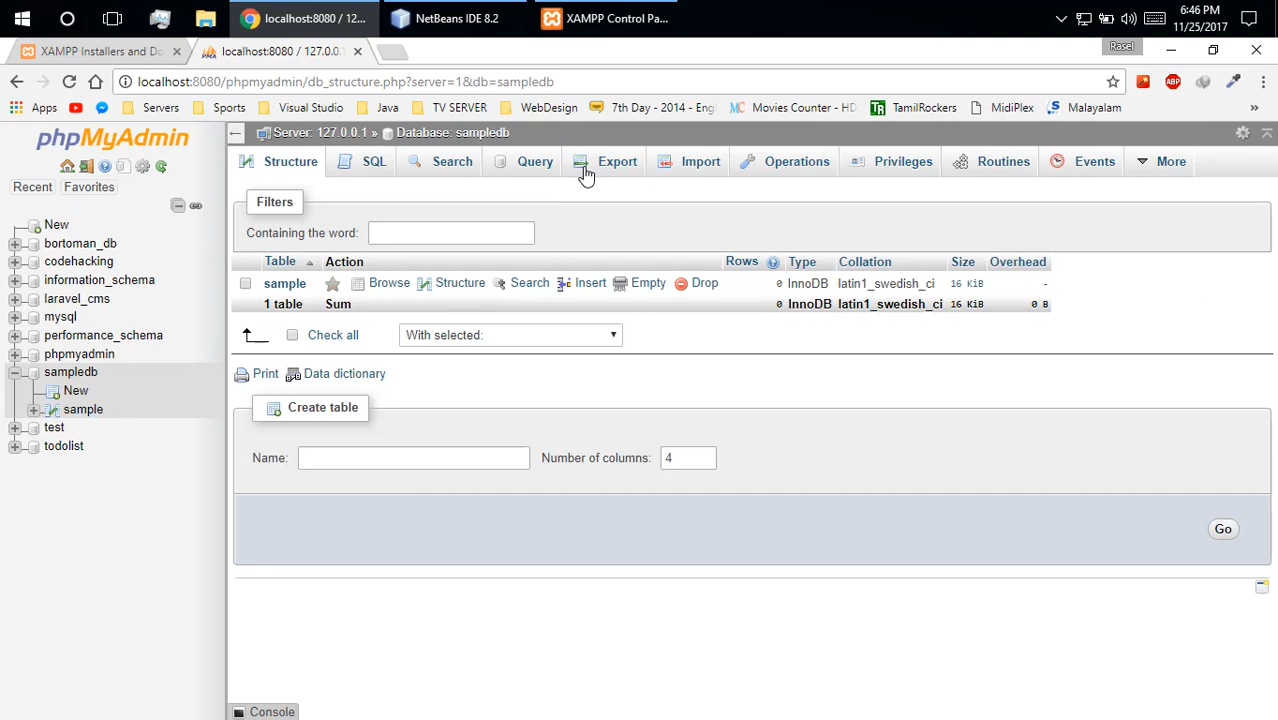 localhost:8080 / 12...
NetBeans IDE 8.2
XAMPP Control Pa...
6:46 PM
11/25/2017
XAMPP Installers and Do
localhost:8080 / 127.0.0.1
Rasel
localhost:8080/phpmyadmin/db_structure.php?server=1&db=sampledb
ABP
Apps
Servers
Sports
Visual Studio
Java
TV SERVER
WebDesign
7th Day - 2014 - Engl
MC Movies Counter - HD
TR TamilRockers
MidiPlex
Malayalam
phpMyAdmin
Recent
Favorites
New
bortoman_db
codehacking
information_schema
laravel_cms
mysql
performance_schema
phpmyadmin
sampledb
New
sample
test
todolist
Server: 127.0.0.1 » Database: sampledb
Structure
SQL
Search
Query
Export
Import
Operations
Privileges
Routines
Events
More
Filters
Containing the word:
Table Action Rows Type Collation Size Overhead
sample Browse Structure Search Insert Empty Drop 0 InnoDB latin1_swedish_ci 16 KiB -
1 table Sum 0 InnoDB latin1_swedish_ci 16 KiB 0 B
Check all
With selected:
Print
Data dictionary
Create table
Name:
Number of columns: 4
Go
Console